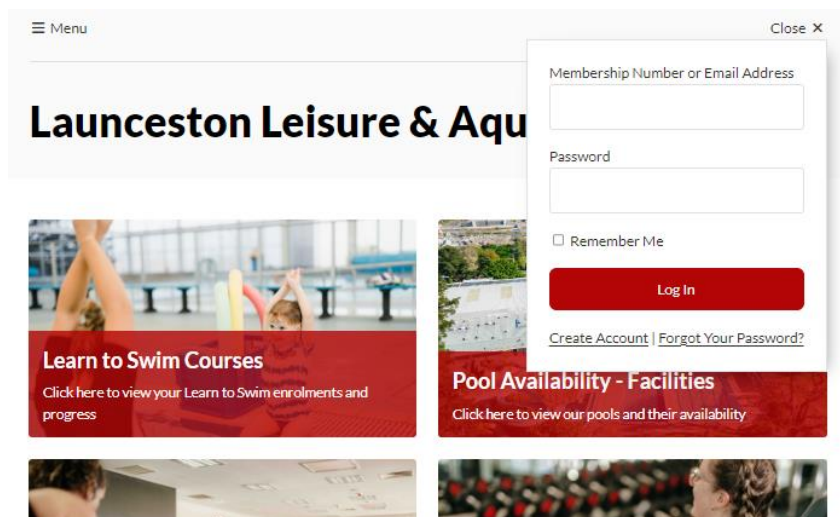 ☰ Menu
Close ✕
Membership Number or Email Address
Password
Remember Me
Log In
Create Account | Forgot Your Password?
Launceston Leisure & Aqu
Learn to Swim Courses
Click here to view your Learn to Swim enrolments and
progress
Pool Availability - Facilities
Click here to view our pools and their availability